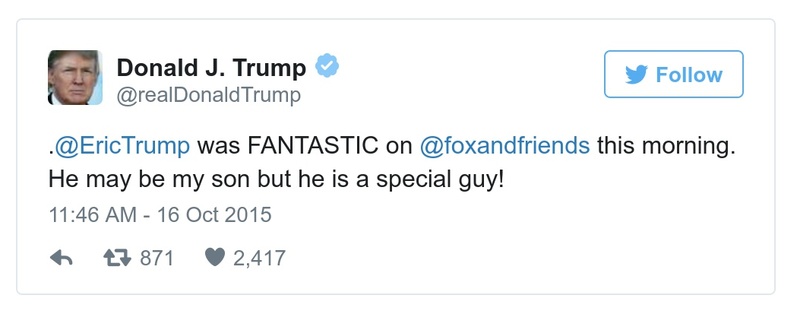 Donald J. Trump
@realDonaldTrump
Follow
.@EricTrump was FANTASTIC on @foxandfriends this morning.
He may be my son but he is a special guy!
11:46 AM - 16 Oct 2015
871 2,417